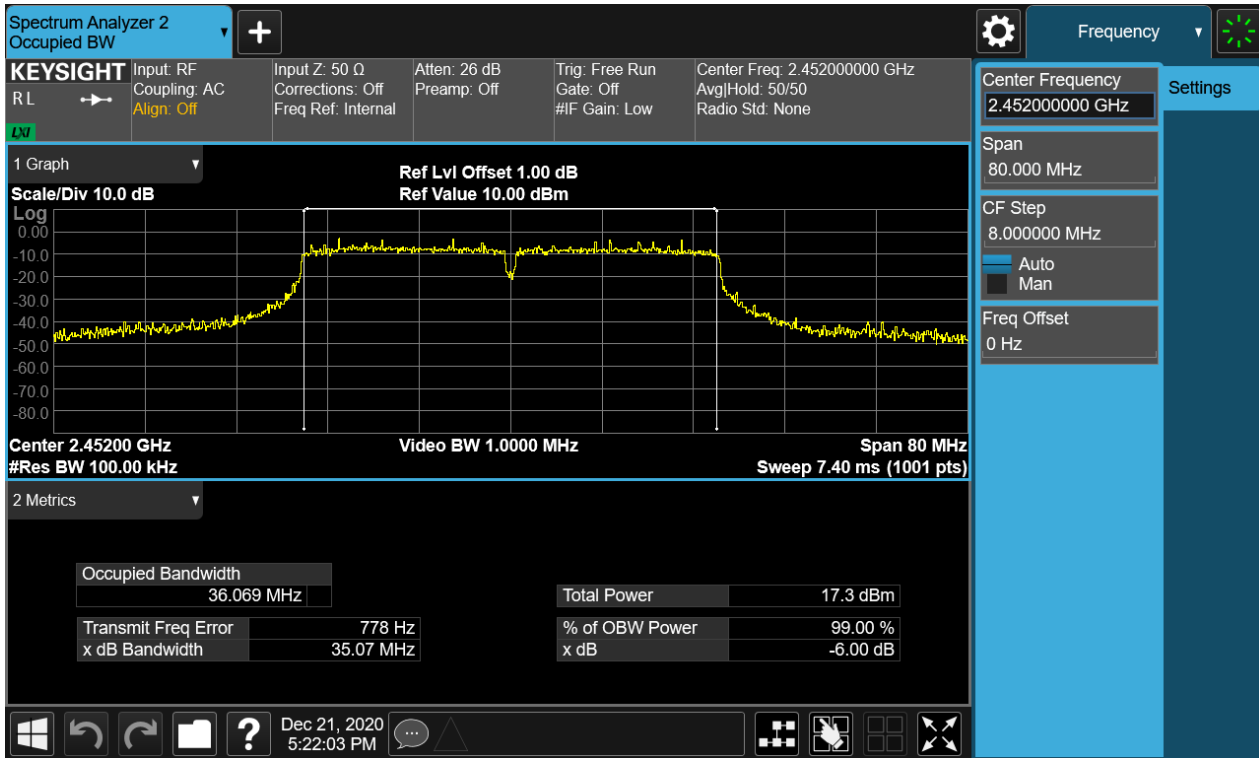 Spectrum Analyzer 2
Occupied BW
+
Frequency
KEYSIGHT
R L
LXI
Input: RF
Coupling: AC
Align: Off
Input Z: 50 Ω
Corrections: Off
Freq Ref: Internal
Atten: 26 dB
Preamp: Off
Trig: Free Run
Gate: Off
#IF Gain: Low
Center Freq: 2.452000000 GHz
Avg|Hold: 50/50
Radio Std: None
Center Frequency
2.452000000 GHz
Settings
Span
80.000 MHz
CF Step
8.000000 MHz
Auto
Man
Freq Offset
0 Hz
1 Graph
Scale/Div 10.0 dB
Ref Lvl Offset 1.00 dB
Ref Value 10.00 dBm
Log
0.00
-10.0
-20.0
-30.0
-40.0
-50.0
-60.0
-70.0
-80.0
Center 2.45200 GHz
#Res BW 100.00 kHz
Video BW 1.0000 MHz
Span 80 MHz
Sweep 7.40 ms (1001 pts)
2 Metrics
Occupied Bandwidth
36.069 MHz
Transmit Freq Error 778 Hz
x dB Bandwidth 35.07 MHz
Total Power 17.3 dBm
% of OBW Power 99.00 %
x dB -6.00 dB
?
Dec 21, 2020
5:22:03 PM